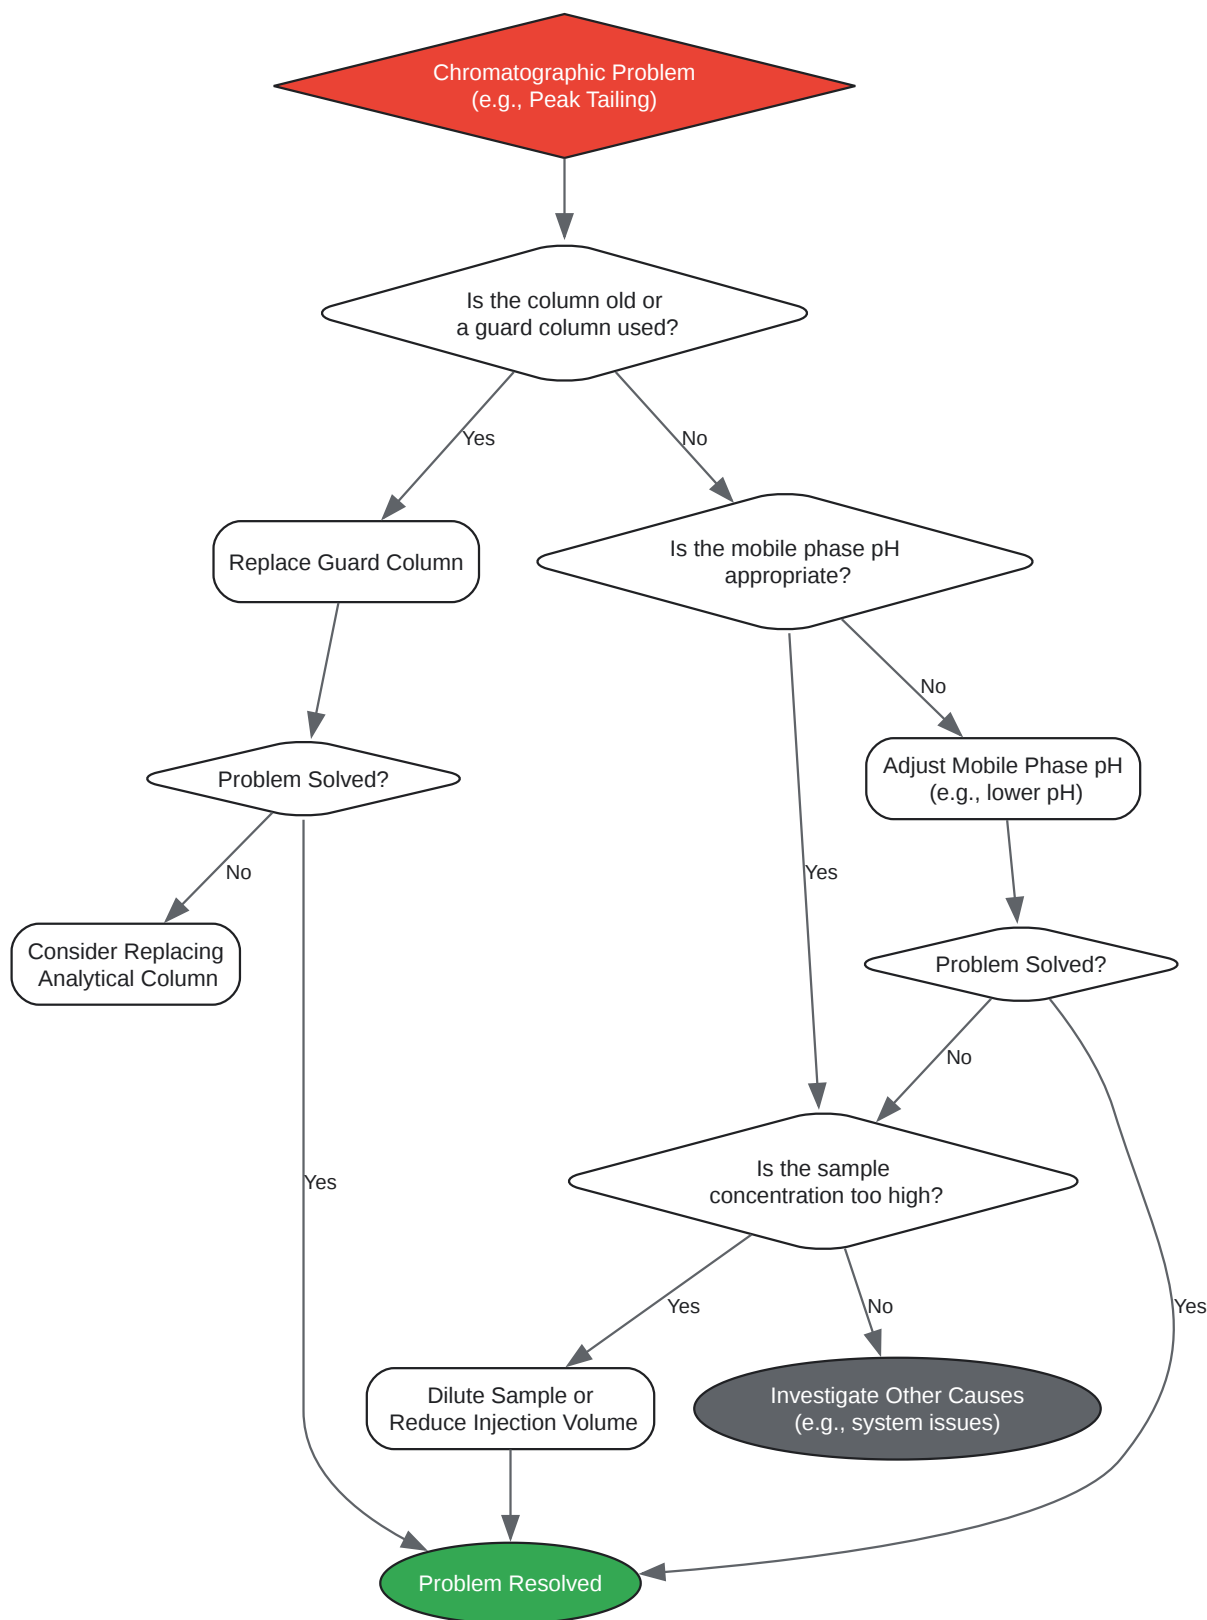 Chromatographic Problem
(e.g., Peak Tailing)
Is the column old or
a guard column used?
Yes
No
Replace Guard Column
Is the mobile phase pH
appropriate?
No
Problem Solved?
Adjust Mobile Phase pH
(e.g., lower pH)
No
Yes
Consider Replacing
Analytical Column
Problem Solved?
No
Is the sample
concentration too high?
Yes
Yes
No
Yes
Dilute Sample or
Reduce Injection Volume
Investigate Other Causes
(e.g., system issues)
Problem Resolved